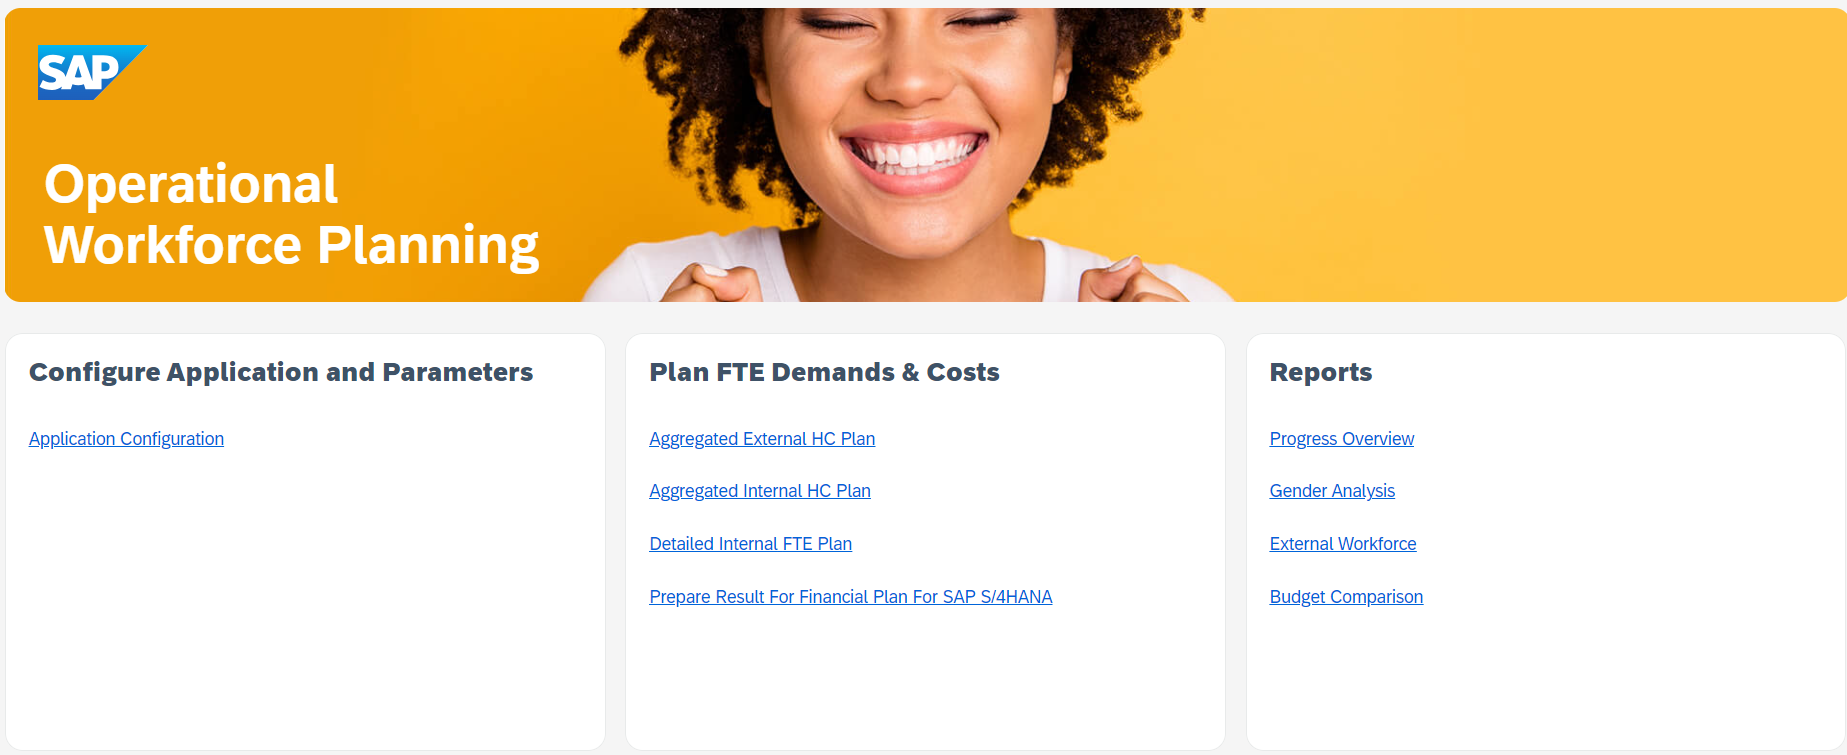 SAP
Operational
Workforce Planning
Configure Application and Parameters
Application Configuration
Plan FTE Demands & Costs
Aggregated External HC Plan
Aggregated Internal HC Plan
Detailed Internal FTE Plan
Prepare Result For Financial Plan For SAP S/4HANA
Reports
Progress Overview
Gender Analysis
External Workforce
Budget Comparison